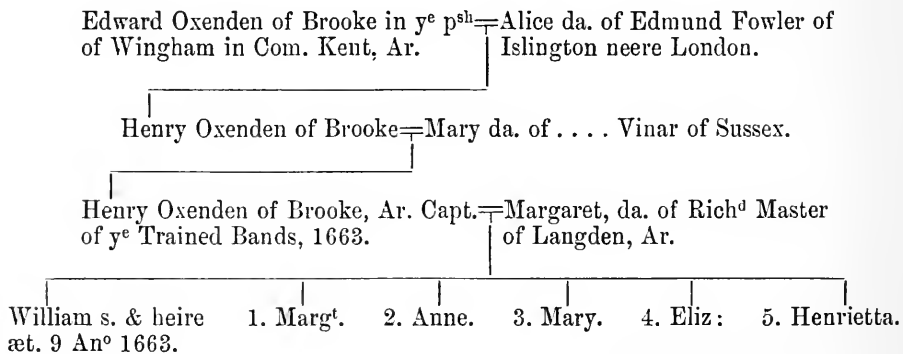 Edward Oxenden of Brooke in yᵉ pˢʰ=Alice da. of Edmund Fowler of
of Wingham in Com. Kent, Ar. Islington neere London.
Henry Oxenden of Brooke=Mary da. of . . . . Vinar of Sussex.
Henry Oxenden of Brooke, Ar. Capt.=Margaret, da. of Richᵈ Master
of yᵉ Trained Bands, 1663. of Langden, Ar.
William s. & heire 1. Margᵗ. 2. Anne. 3. Mary. 4. Eliz: 5. Henrietta.
æt. 9 Anᵒ 1663.